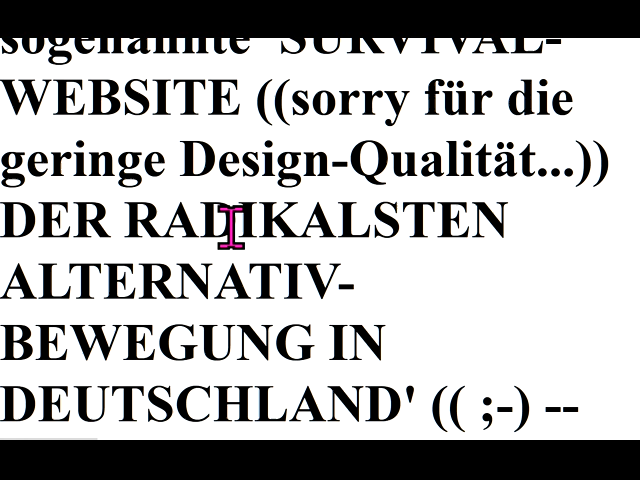 sogenannte 'SURVIVAL-
WEBSITE ((sorry für die
geringe Design-Qualität...))
DER RADIKALSTEN
ALTERNATIV-
BEWEGUNG IN
DEUTSCHLAND' (( ;-) --